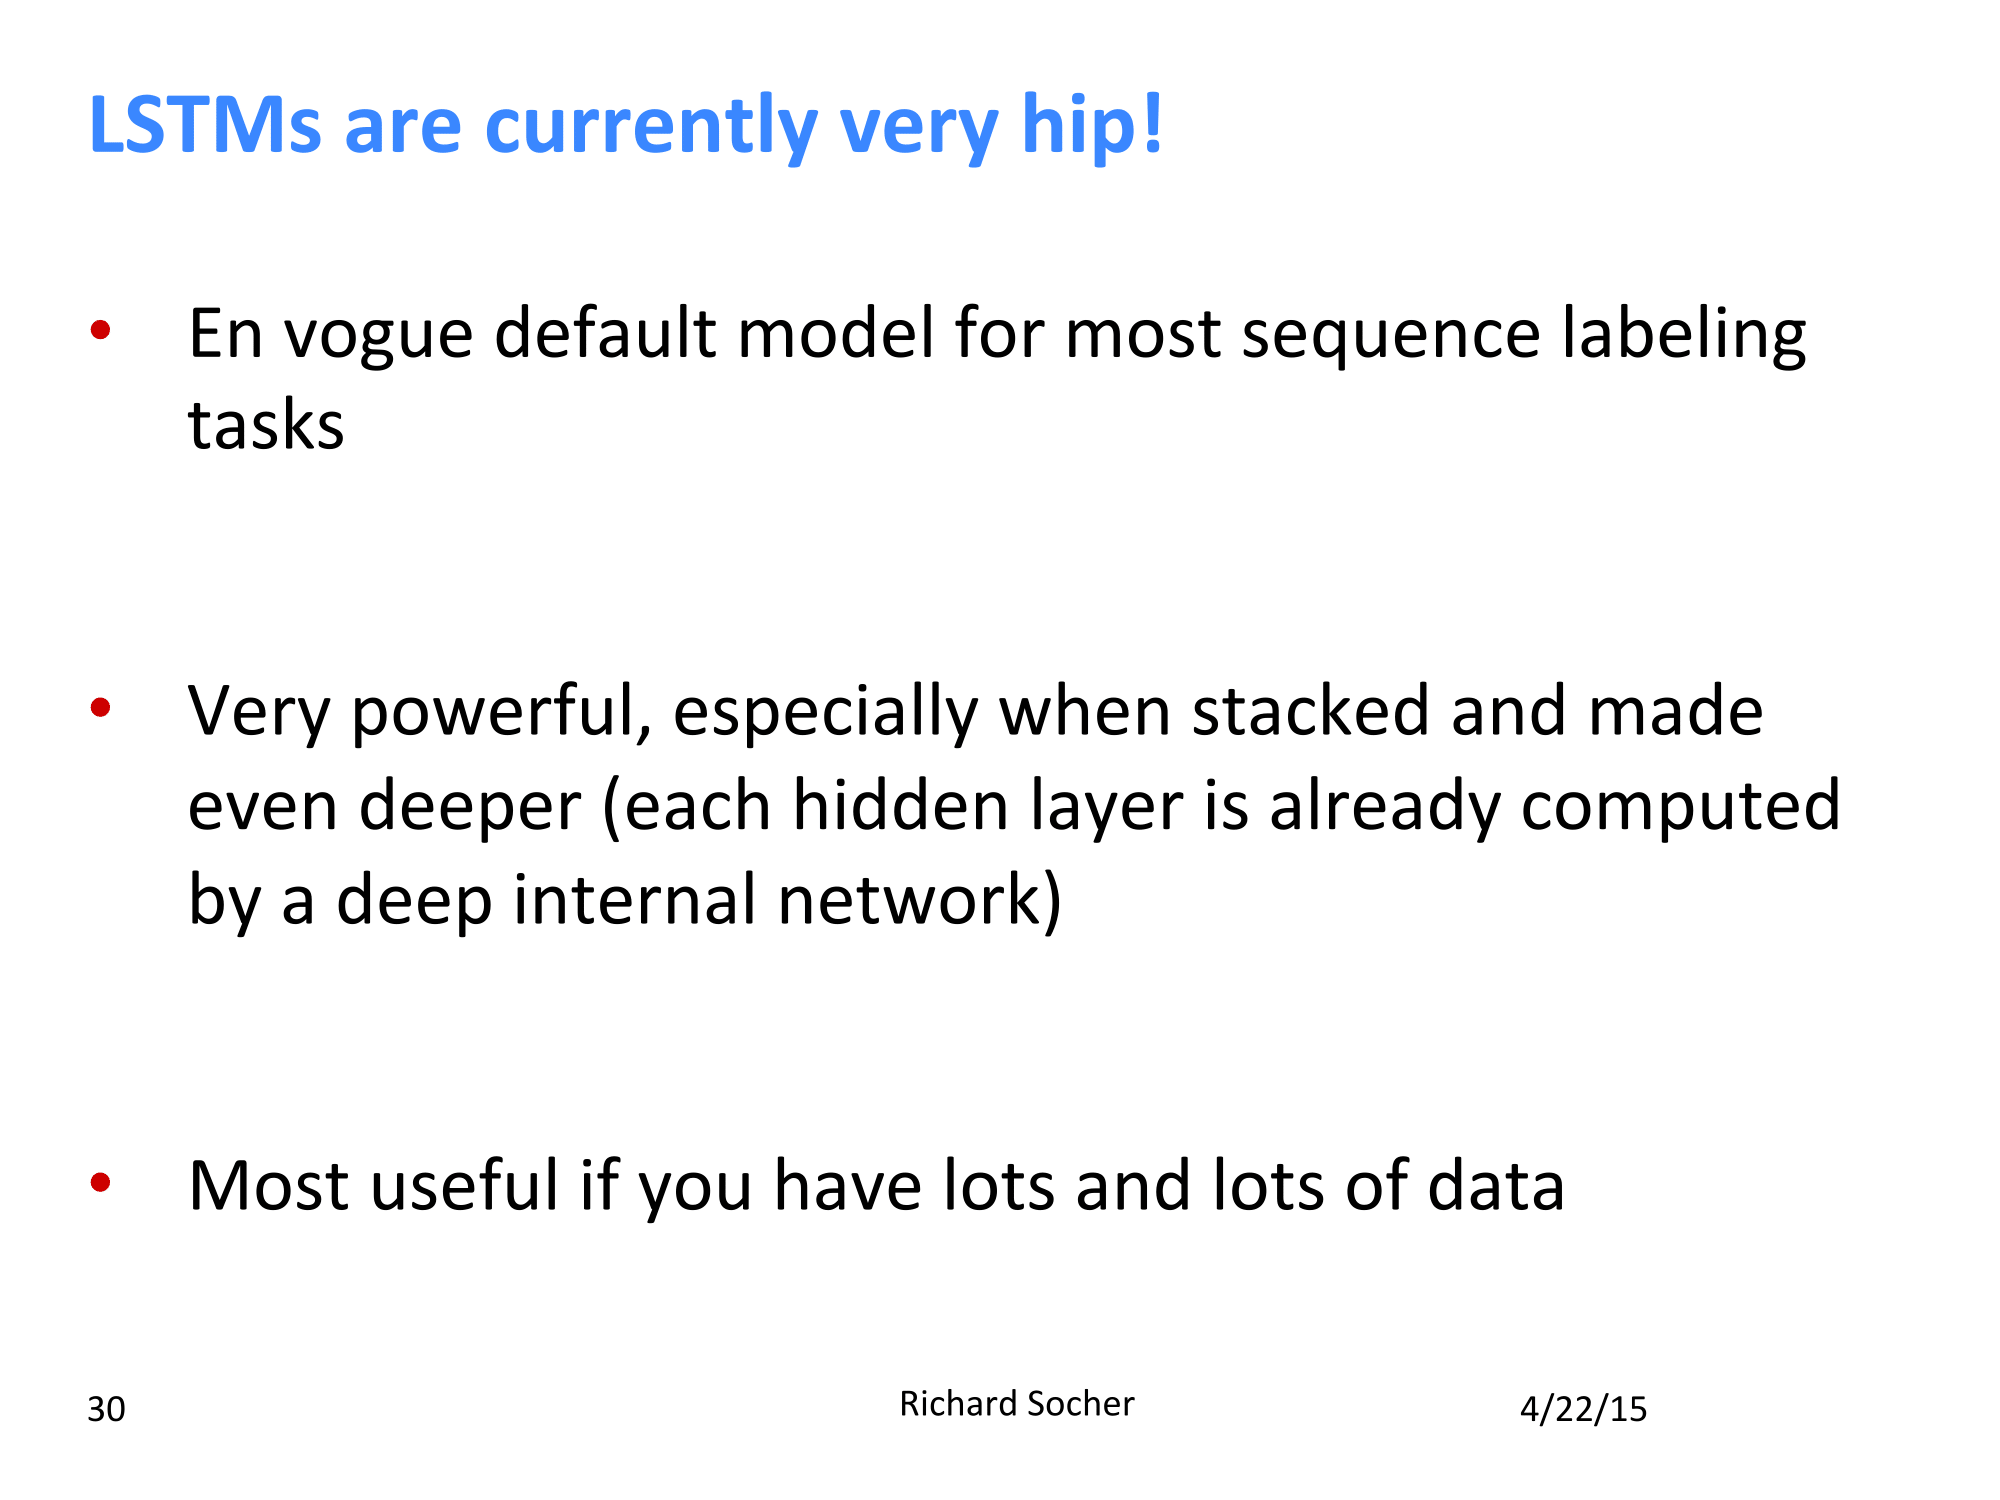 LSTMs are currently very hip!
• En vogue default model for most sequence labeling
tasks
• Very powerful, especially when stacked and made
even deeper (each hidden layer is already computed
by a deep internal network)
• Most useful if you have lots and lots of data
30 Richard Socher 4/22/15